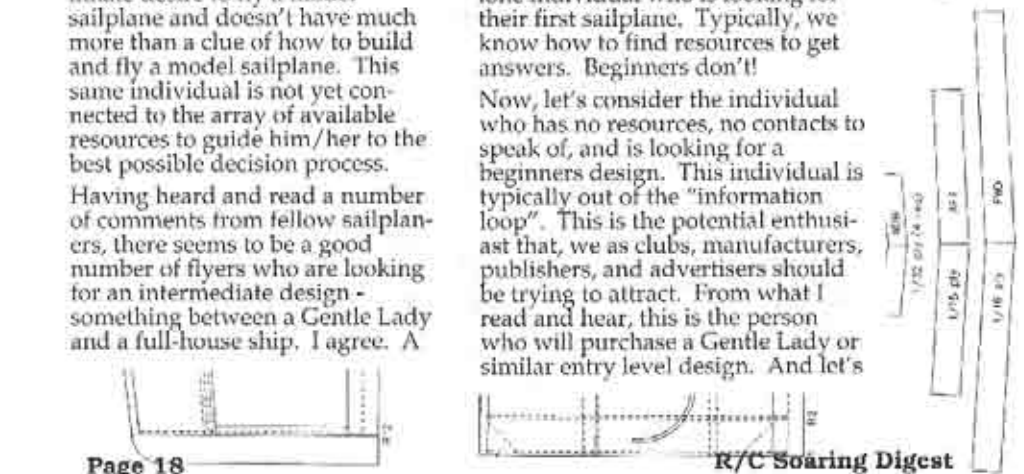 sailplane and doesn't have much
more than a clue of how to build
and fly a model sailplane. This
same individual is not yet con-
nected to the array of available
resources to guide him/her to the
best possible decision process.
Having heard and read a number
of comments from fellow sailplan-
ers, there seems to be a good
number of flyers who are looking
for an intermediate design -
something between a Gentle Lady
and a full-house ship. I agree. A
their first sailplane. Typically, we
know how to find resources to get
answers. Beginners don't!
Now, let's consider the individual
who has no resources, no contacts to
speak of, and is looking for a
beginners design. This individual is
typically out of the "information
loop". This is the potential enthusi-
ast that, we as clubs, manufacturers,
publishers, and advertisers should
be trying to attract. From what I
read and hear, this is the person
who will purchase a Gentle Lady or
similar entry level design. And let's
1/16 ply
FWD
1/16 ply
R2
Page 18
R/C Soaring Digest